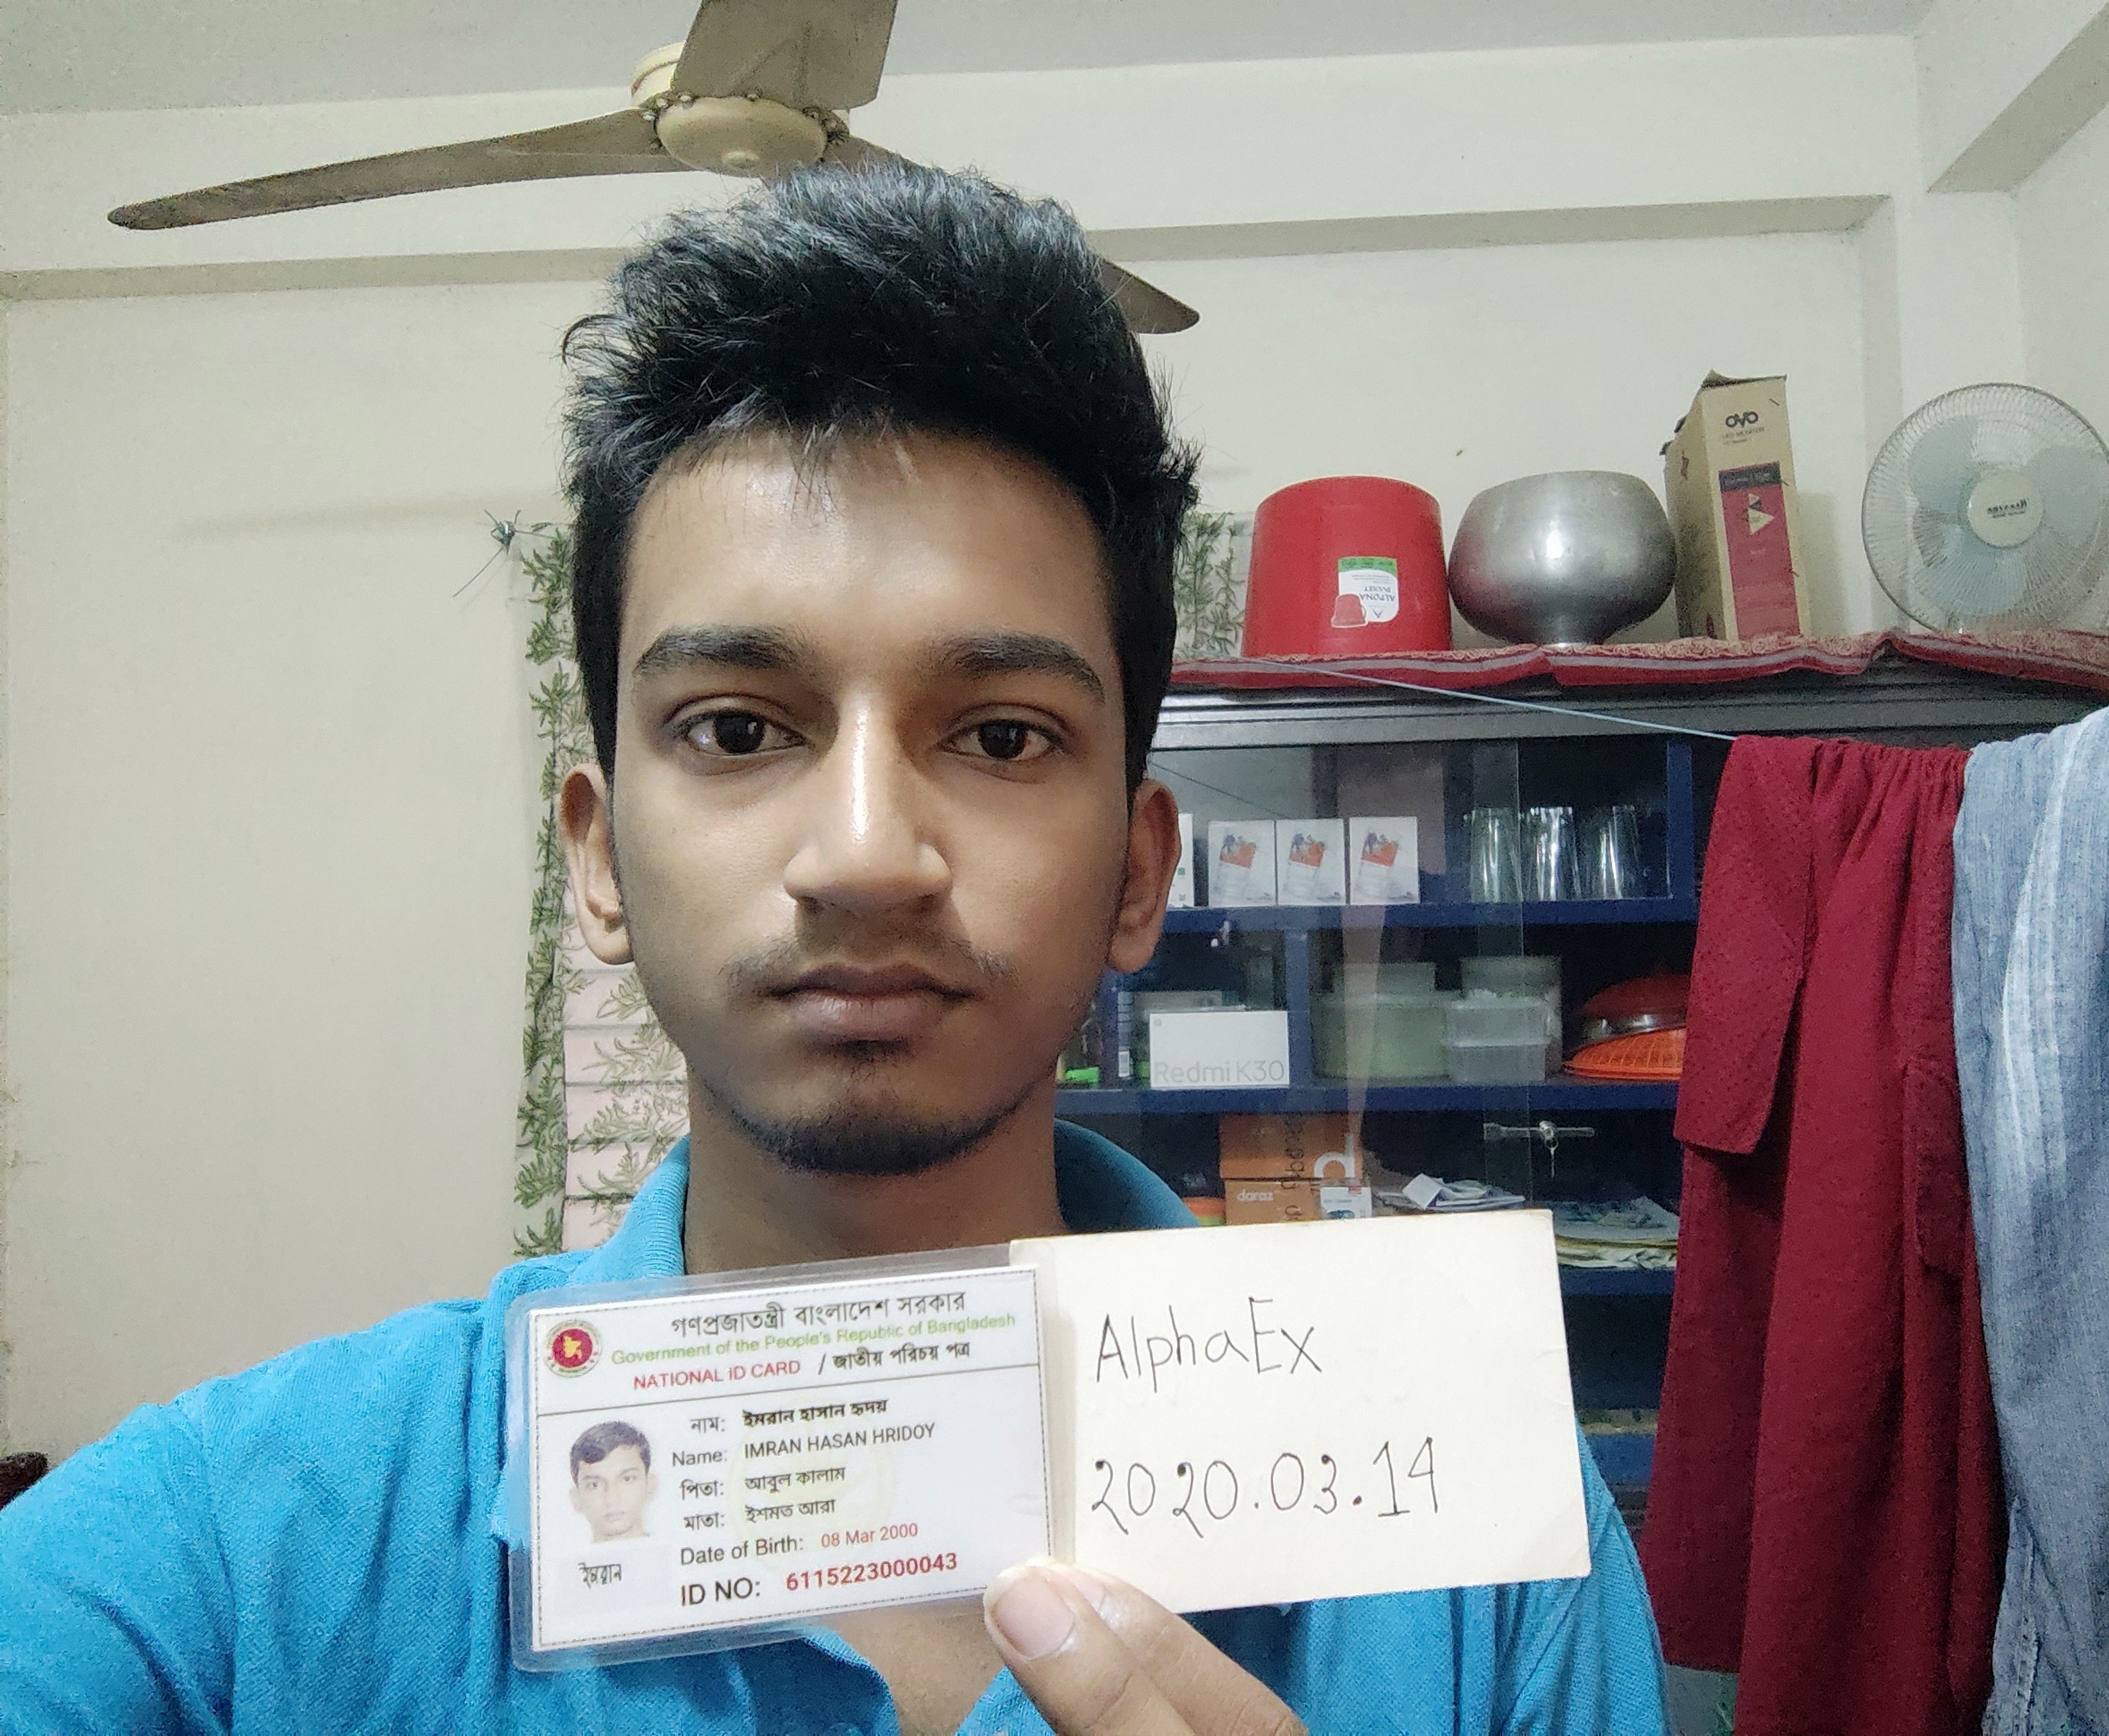 OVO
Redmi K30
daraz
গণপ্রজাতন্ত্রী বাংলাদেশ সরকার
Government of the People's Republic of Bangladesh
NATIONAL ID CARD / জাতীয় পরিচয় পত্র
নাম: ইমরান হাসান হৃদয়
Name: IMRAN HASAN HRIDOY
পিতা: আবুল কালাম
মাতা: ইশমত আরা
Date of Birth: 08 Mar 2000
ID NO: 6115223000043
ইমরান
AlphaEx
2020.03.14